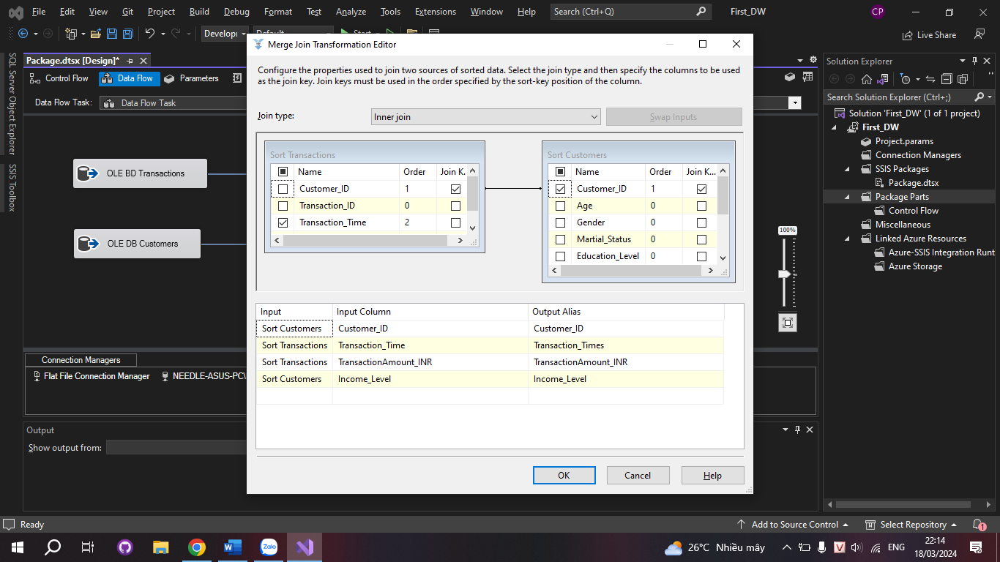 File Edit View Git Project Build Debug Format Test Analyze Tools Extensions Window Help Search (Ctrl+Q) First_DW CP
Developi Default Start Live Share
SQL Server Object Explorer
SSIS Toolbox
Package.dtsx [Design]*
Control Flow Data Flow Parameters
Data Flow Task: Data Flow Task
OLE BD Transactions
OLE DB Customers
100%
Merge Join Transformation Editor
Configure the properties used to join two sources of sorted data. Select the join type and then specify the columns to be used
as the join key. Join keys must be used in the order specified by the sort-key position of the column.
Join type: Inner join Swap Inputs
Sort Transactions
Name Order Join K...
Customer_ID 1
Transaction_ID 0
Transaction_Time 2
Sort Customers
Name Order Join K...
Customer_ID 1
Age 0
Gender 0
Martial_Status 0
Education_Level 0
Input Input Column Output Alias
Sort Customers Customer_ID Customer_ID
Sort Transactions Transaction_Time Transaction_Times
Sort Transactions TransactionAmount_INR TransactionAmount_INR
Sort Customers Income_Level Income_Level
OK Cancel Help
Connection Managers
Flat File Connection Manager NEEDLE-ASUS-PC\
Output
Show output from:
Solution Explorer
Search Solution Explorer (Ctrl+;)
Solution 'First_DW' (1 of 1 project)
First_DW
Project.params
Connection Managers
SSIS Packages
Package.dtsx
Package Parts
Control Flow
Miscellaneous
Linked Azure Resources
Azure-SSIS Integration Runt
Azure Storage
Ready Add to Source Control Select Repository 1
Zalo 26°C Nhiều mây V ENG 22:14
18/03/2024